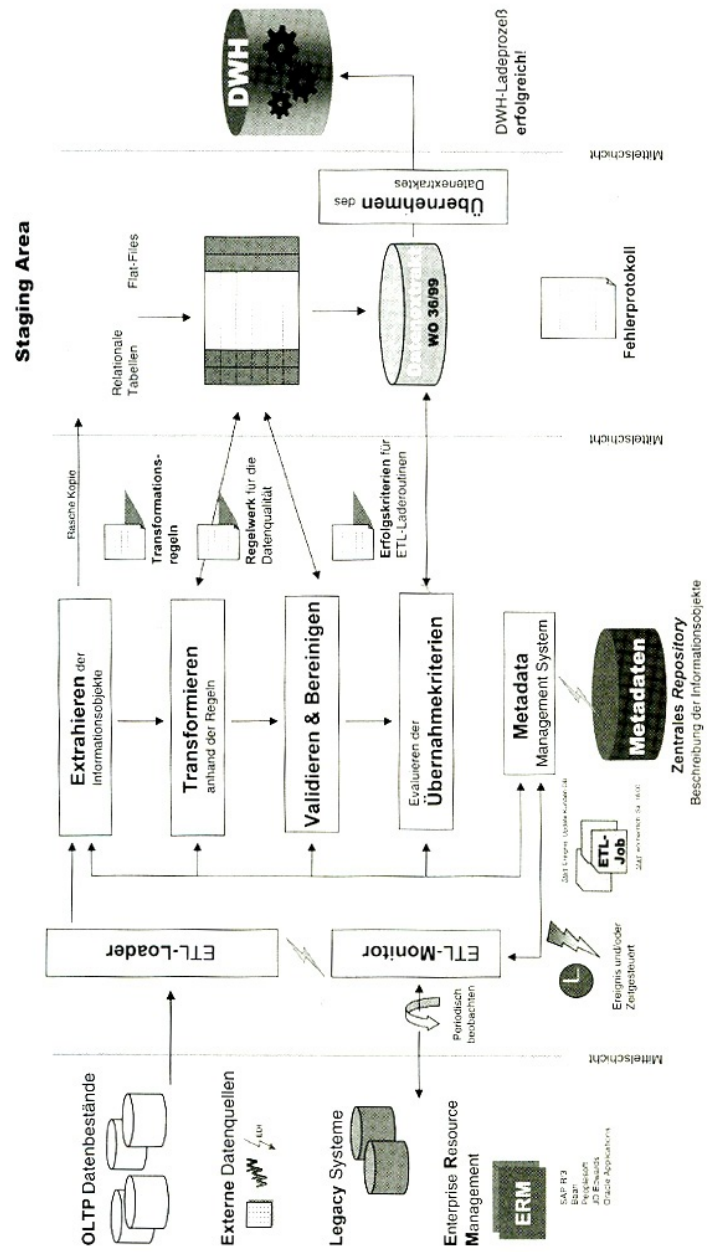 Staging Area
OLTP Datenbestände
Externe Datenquellen
EDI
WWW
Legacy Systeme
Enterprise Resource
Management
ERM
SAP R/3
Baan
Peoplesoft
JD Edwards
Oracle Applications
Mittelschicht
ETL-Loader
ETL-Monitor
Periodisch
beobachten
Ereignis und/oder
Zeitgesteuert
Extrahieren der
Informationsobjekte
Transformieren
anhand der Regeln
Validieren & Bereinigen
Evaluieren der
Übernahmekriterien
Metadata
Management System
ETL-
Job
Metadaten
Zentrales Repository
Beschreibung der Informationsobjekte
Rasche Kopie
Transformations-
regeln
Regelwerk für die
Datenqualität
Erfolgskriterien für
ETL-Laderoutinen
Mittelschicht
Relationale
Tabellen
Flat-Files
Datenextrakt
WO 36/99
Übernehmen des
Datenextraktes
Fehlerprotokoll
Mittelschicht
DWH
DWH-Ladeprozeß
erfolgreich!